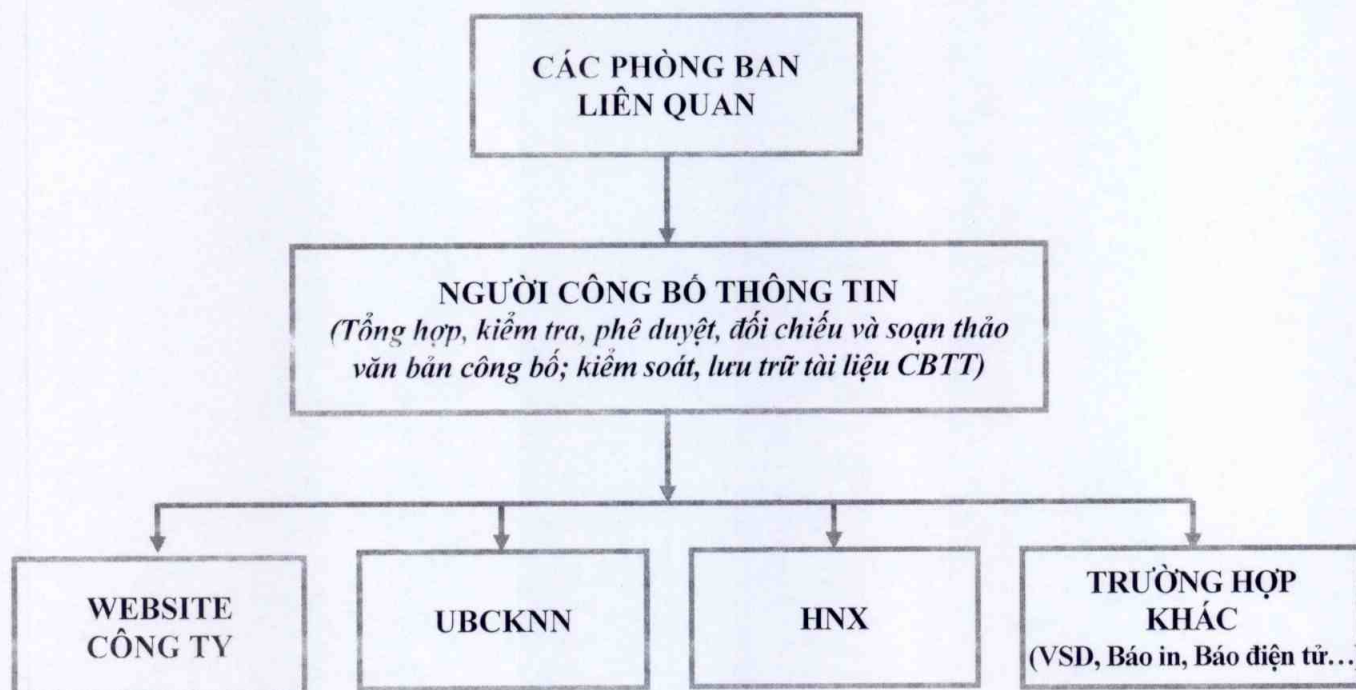 CÁC PHÒNG BAN
LIÊN QUAN
NGƯỜI CÔNG BỐ THÔNG TIN
(Tổng hợp, kiểm tra, phê duyệt, đối chiếu và soạn thảo
văn bản công bố; kiểm soát, lưu trữ tài liệu CBTT)
WEBSITE
CÔNG TY
UBCKNN
HNX
TRƯỜNG HỢP
KHÁC
(VSD, Báo in, Báo điện tử…)